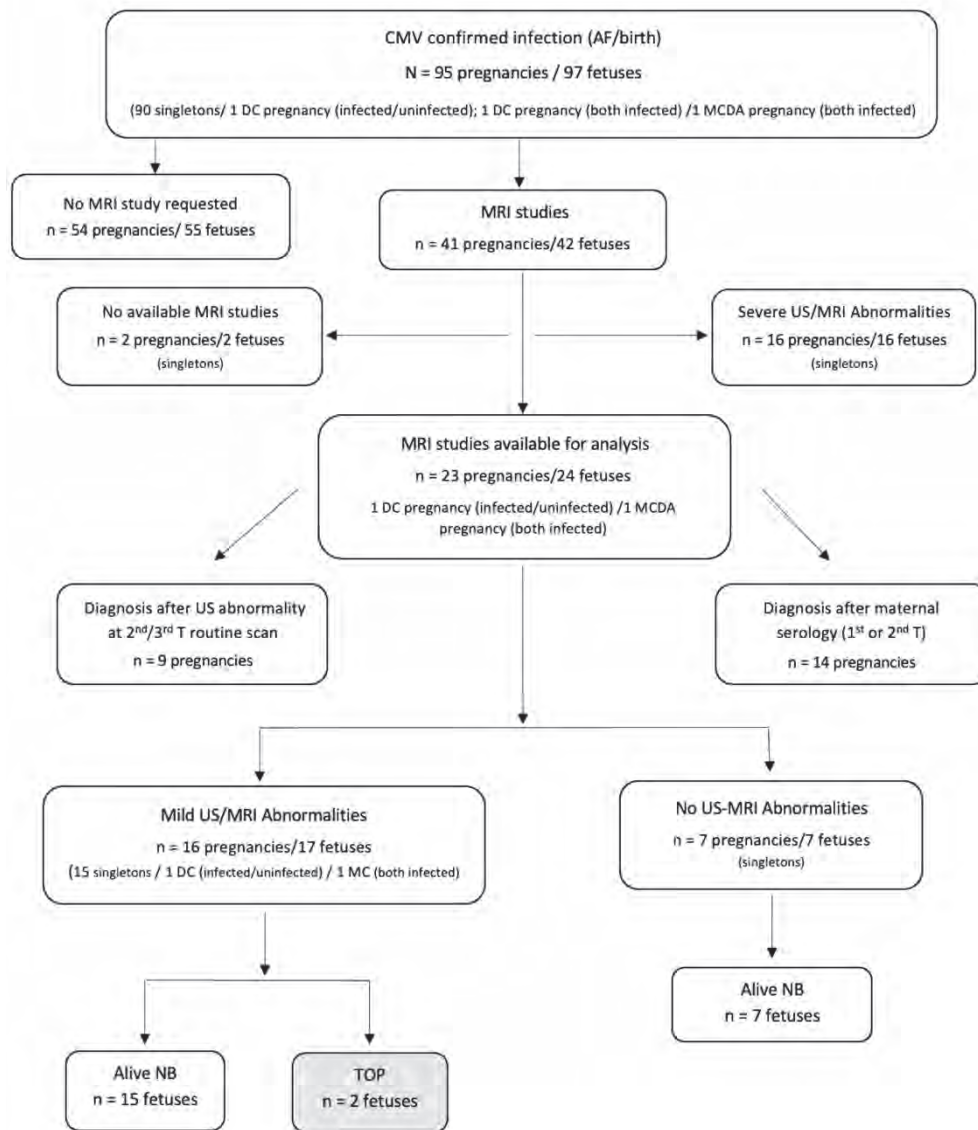 CMV confirmed infection (AF/birth)
N = 95 pregnancies / 97 fetuses
(90 singletons/ 1 DC pregnancy (infected/uninfected); 1 DC pregnancy (both infected) /1 MCDA pregnancy (both infected)
No MRI study requested
n = 54 pregnancies/ 55 fetuses
MRI studies
n = 41 pregnancies/42 fetuses
No available MRI studies
n = 2 pregnancies/2 fetuses
(singletons)
Severe US/MRI Abnormalities
n = 16 pregnancies/16 fetuses
(singletons)
MRI studies available for analysis
n = 23 pregnancies/24 fetuses
1 DC pregnancy (infected/uninfected) /1 MCDA
pregnancy (both infected)
Diagnosis after US abnormality
at 2nd/3rd T routine scan
n = 9 pregnancies
Diagnosis after maternal
serology (1st or 2nd T)
n = 14 pregnancies
Mild US/MRI Abnormalities
n = 16 pregnancies/17 fetuses
(15 singletons / 1 DC (infected/uninfected) / 1 MC (both infected)
No US-MRI Abnormalities
n = 7 pregnancies/7 fetuses
(singletons)
Alive NB
n = 7 fetuses
Alive NB
n = 15 fetuses
TOP
n = 2 fetuses